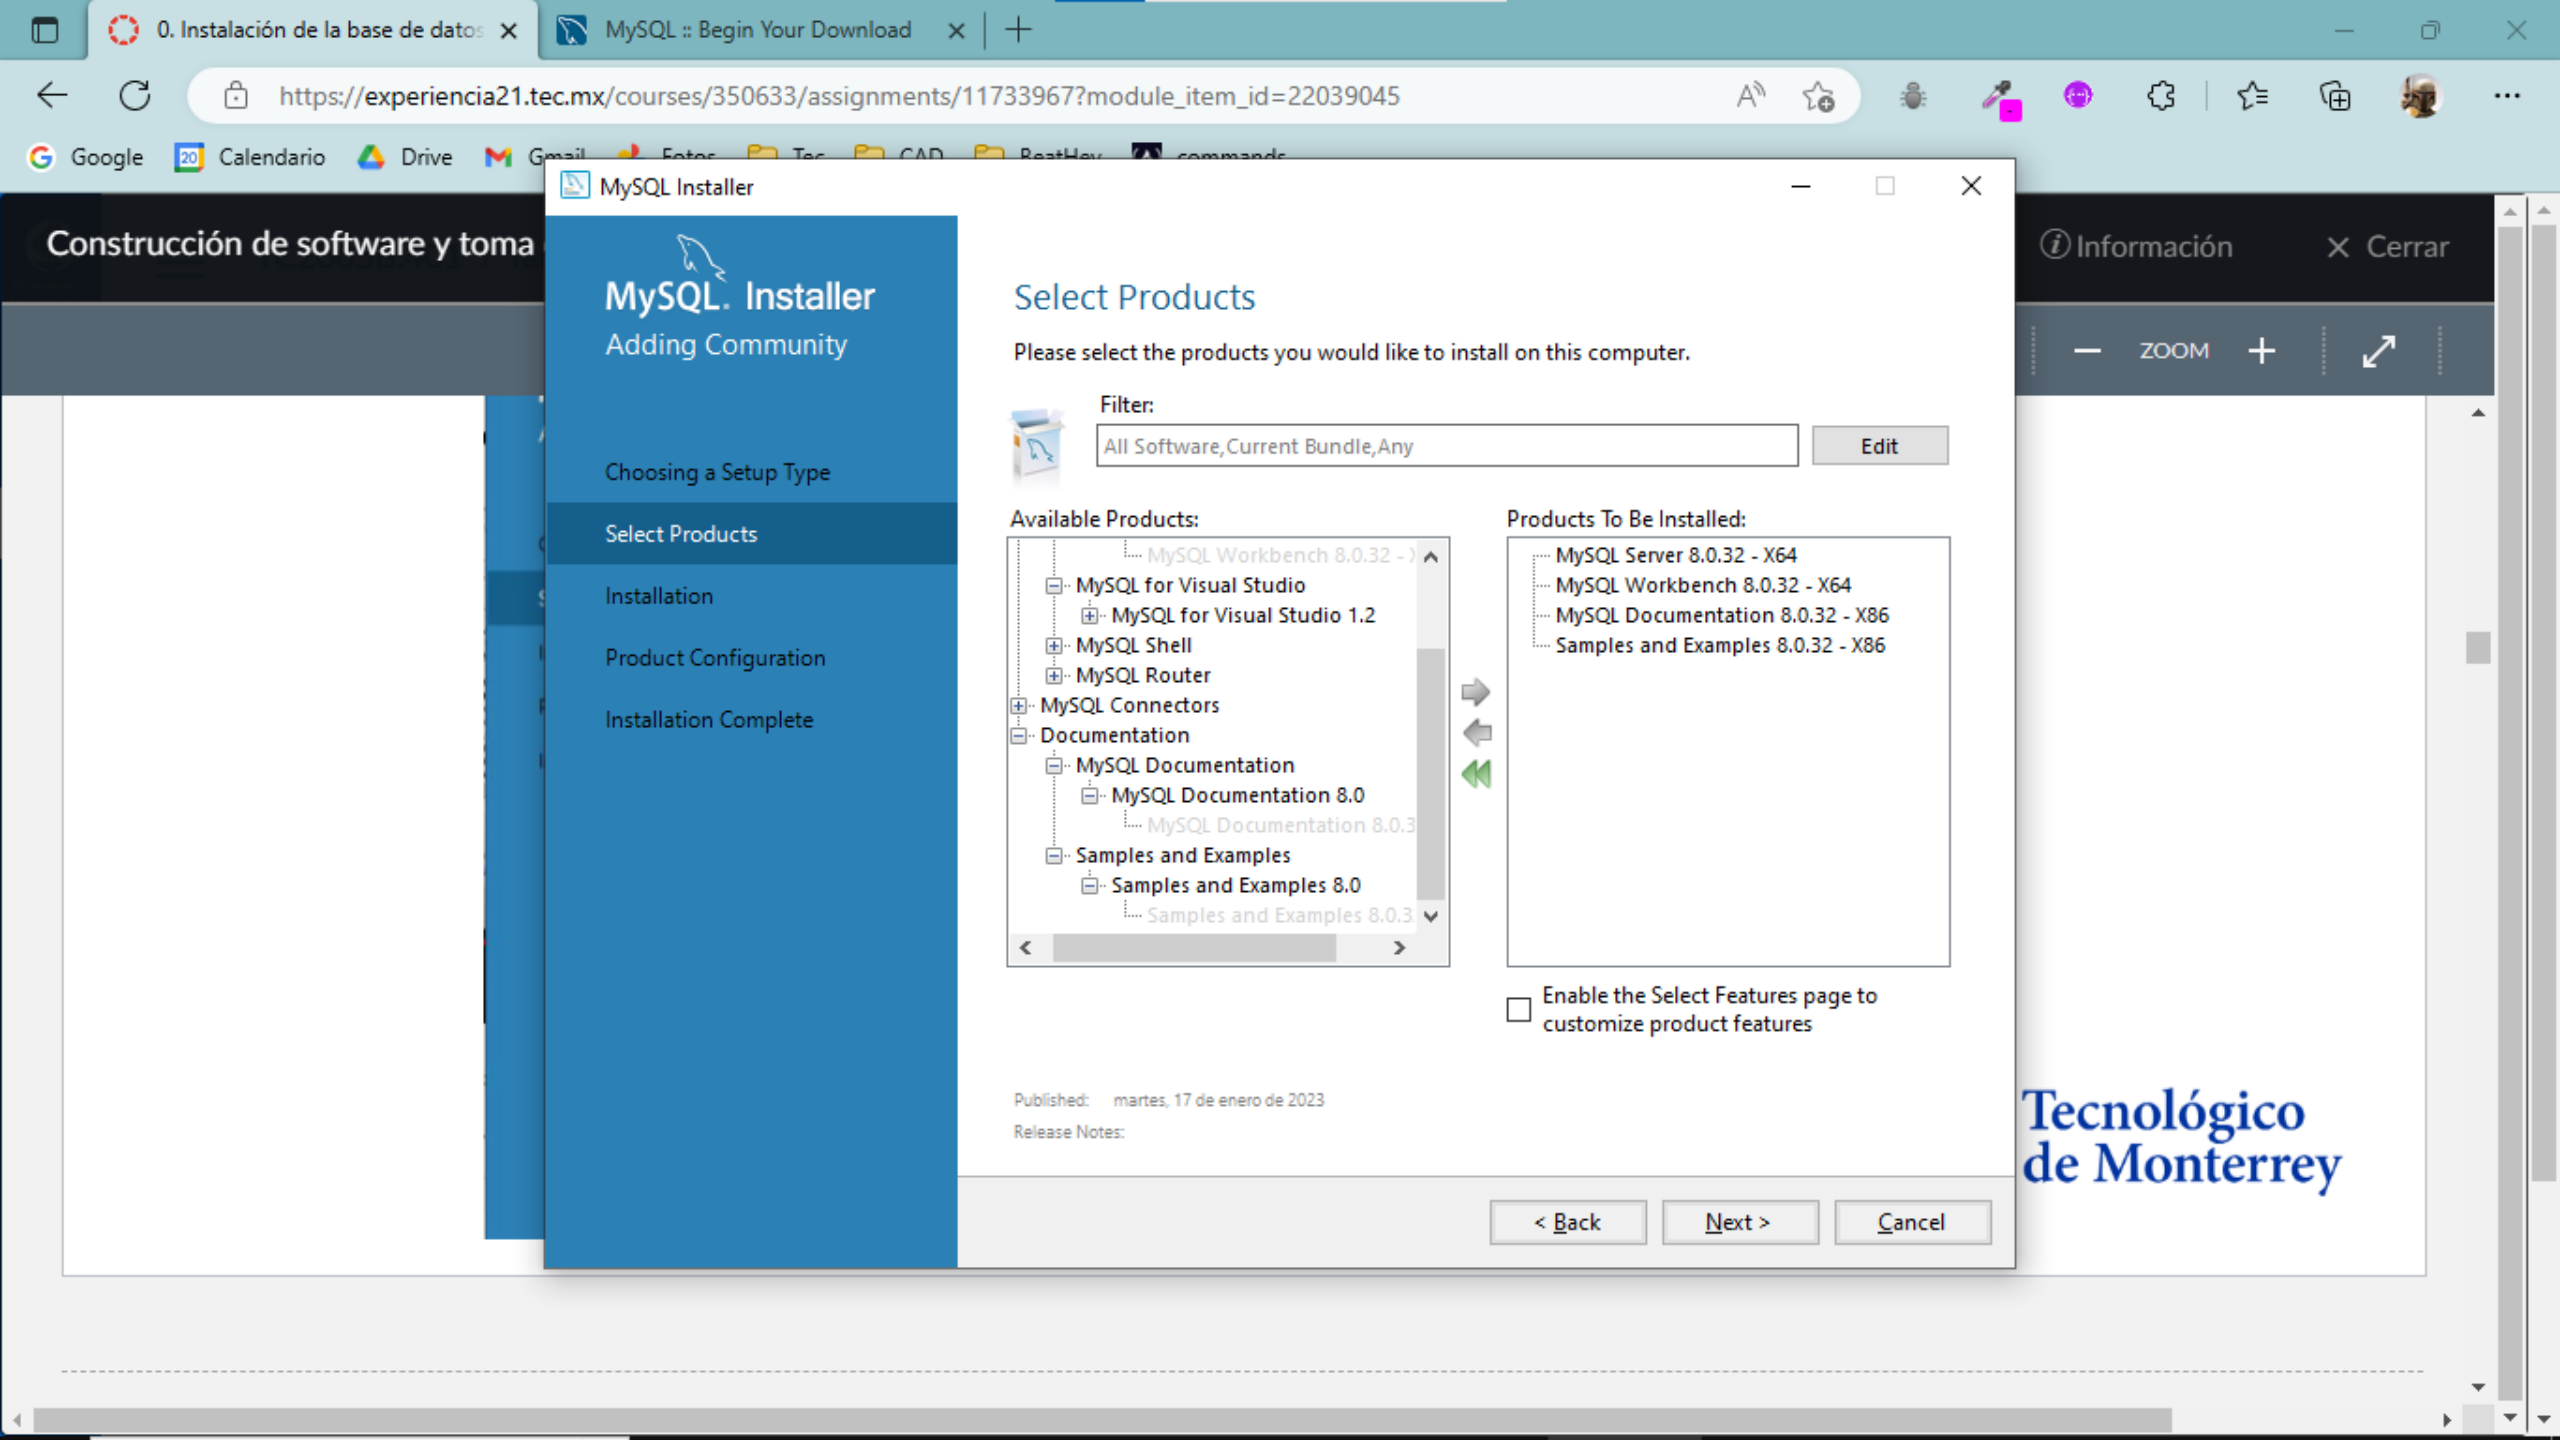 0. Instalación de la base de datos
MySQL :: Begin Your Download
https://experiencia21.tec.mx/courses/350633/assignments/11733967?module_item_id=22039045
Google
20
Calendario
Drive
Gmail
Fotos
Tec
CAD
BeatHey
commands
MySQL Installer
Construcción de software y toma
Información
Cerrar
MySQL. Installer
Adding Community
ZOOM
Choosing a Setup Type
Select Products
Installation
Product Configuration
Installation Complete
Select Products
Please select the products you would like to install on this computer.
Filter:
All Software,Current Bundle,Any
Edit
Available Products:
MySQL Workbench 8.0.32 -
MySQL for Visual Studio
MySQL for Visual Studio 1.2
MySQL Shell
MySQL Router
MySQL Connectors
Documentation
MySQL Documentation
MySQL Documentation 8.0
MySQL Documentation 8.0.3
Samples and Examples
Samples and Examples 8.0
Samples and Examples 8.0.3
Products To Be Installed:
MySQL Server 8.0.32 - X64
MySQL Workbench 8.0.32 - X64
MySQL Documentation 8.0.32 - X86
Samples and Examples 8.0.32 - X86
Enable the Select Features page to
customize product features
Published: martes, 17 de enero de 2023
Release Notes:
< Back
Next >
Cancel
Tecnológico
de Monterrey